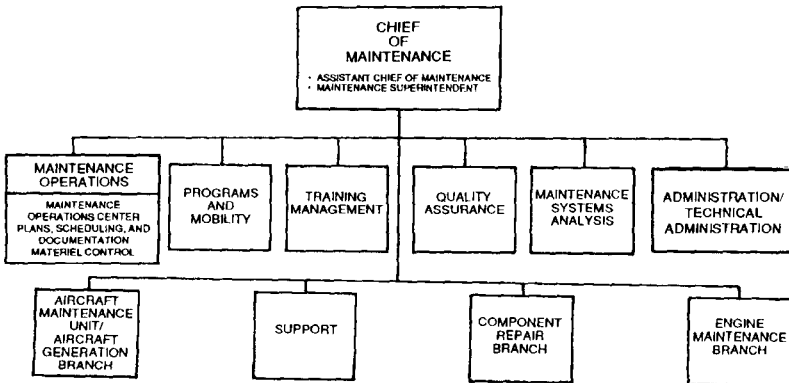 CHIEF
OF
MAINTENANCE
· ASSISTANT CHIEF OF MAINTENANCE
· MAINTENANCE SUPERINTENDENT
MAINTENANCE
OPERATIONS
MAINTENANCE
OPERATIONS CENTER
PLANS, SCHEDULING, AND
DOCUMENTATION
MATERIEL CONTROL
PROGRAMS
AND
MOBILITY
TRAINING
MANAGEMENT
QUALITY
ASSURANCE
MAINTENANCE
SYSTEMS
ANALYSIS
ADMINISTRATION/
TECHNICAL
ADMINISTRATION
AIRCRAFT
MAINTENANCE
UNIT/
AIRCRAFT
GENERATION
BRANCH
SUPPORT
COMPONENT
REPAIR
BRANCH
ENGINE
MAINTENANCE
BRANCH